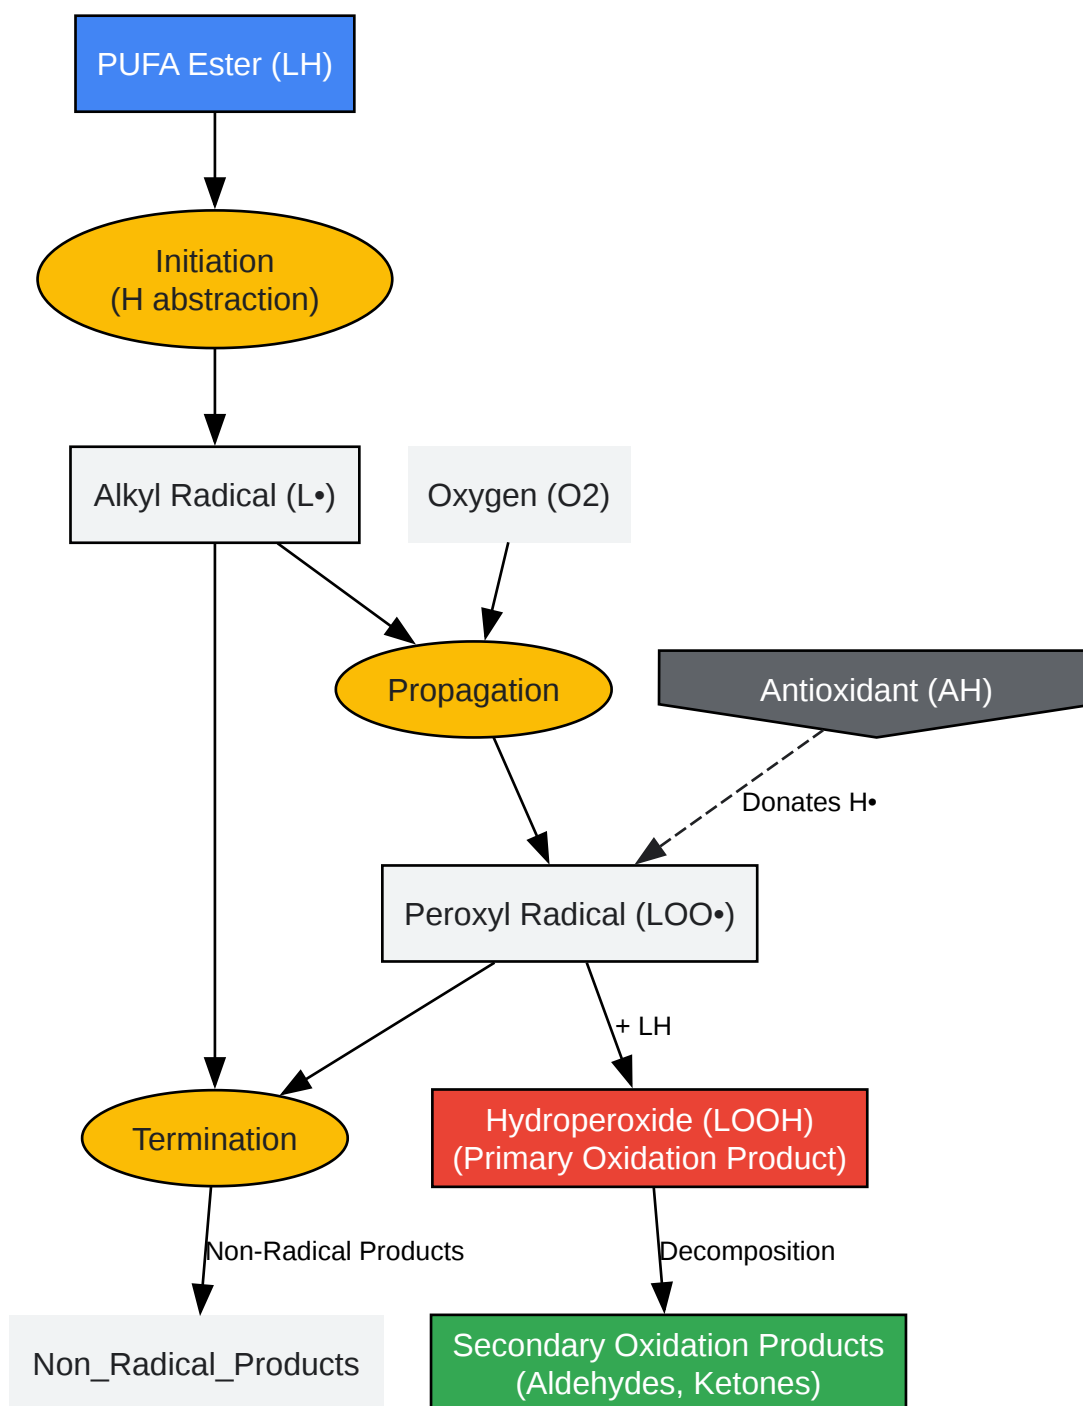 PUFA Ester (LH)
Initiation
(H abstraction)
Alkyl Radical (L•)
Oxygen (O2)
Propagation
Antioxidant (AH)
Donates H•
Peroxyl Radical (LOO•)
+ LH
Termination
Hydroperoxide (LOOH)
(Primary Oxidation Product)
Non-Radical Products
Decomposition
Non_Radical_Products
Secondary Oxidation Products
(Aldehydes, Ketones)